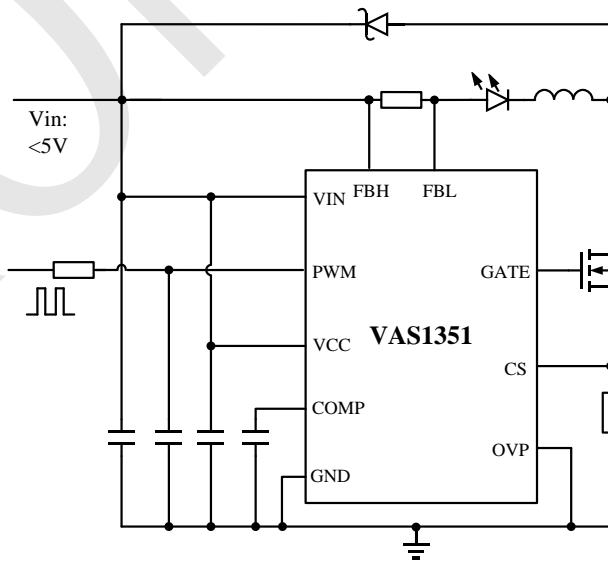 Vin:
<5V
VIN FBH FBL
PWM
GATE
VAS1351
VCC
CS
COMP
OVP
GND